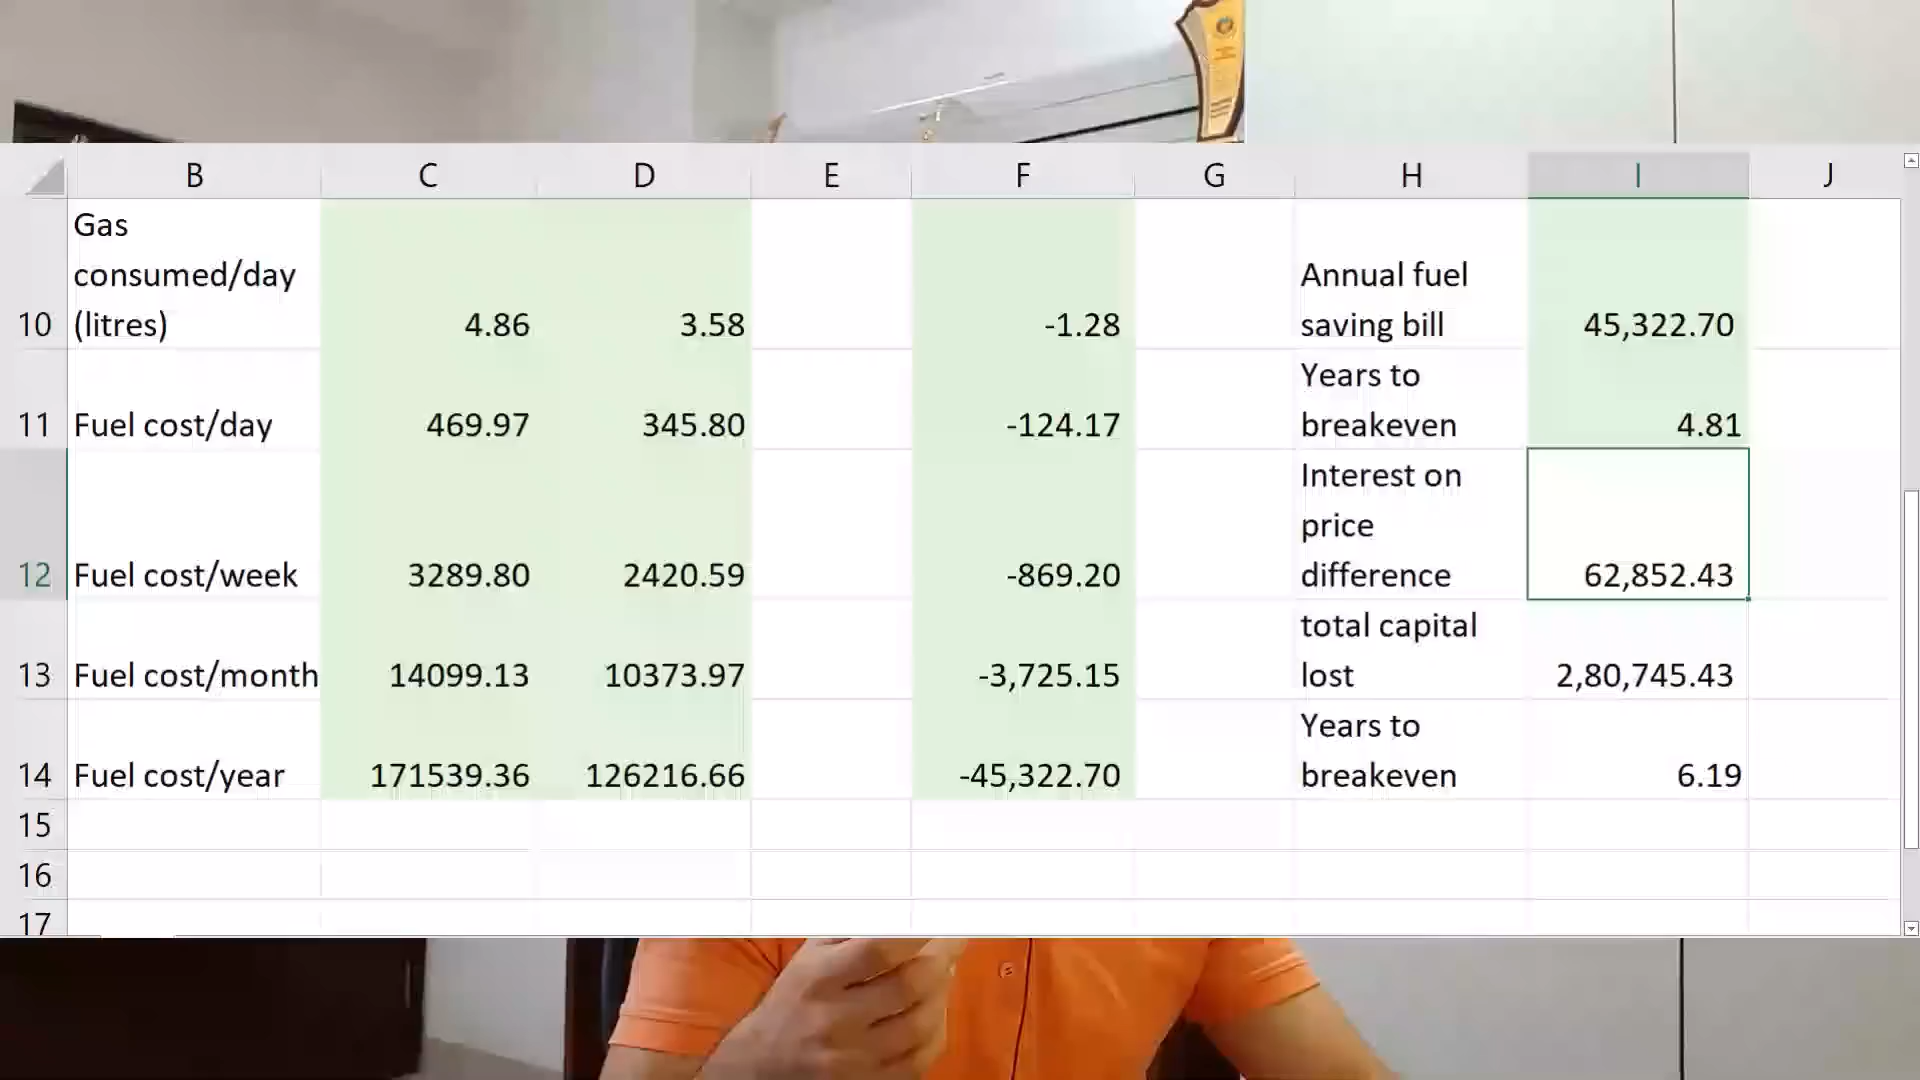 B C D E F G H I J
Gas
consumed/day Annual fuel
10 (litres) 4.86 3.58 -1.28 saving bill 45,322.70
Years to
11 Fuel cost/day 469.97 345.80 -124.17 breakeven 4.81
Interest on
price
12 Fuel cost/week 3289.80 2420.59 -869.20 difference 62,852.43
total capital
13 Fuel cost/month 14099.13 10373.97 -3,725.15 lost 2,80,745.43
Years to
14 Fuel cost/year 171539.36 126216.66 -45,322.70 breakeven 6.19
15
16
17